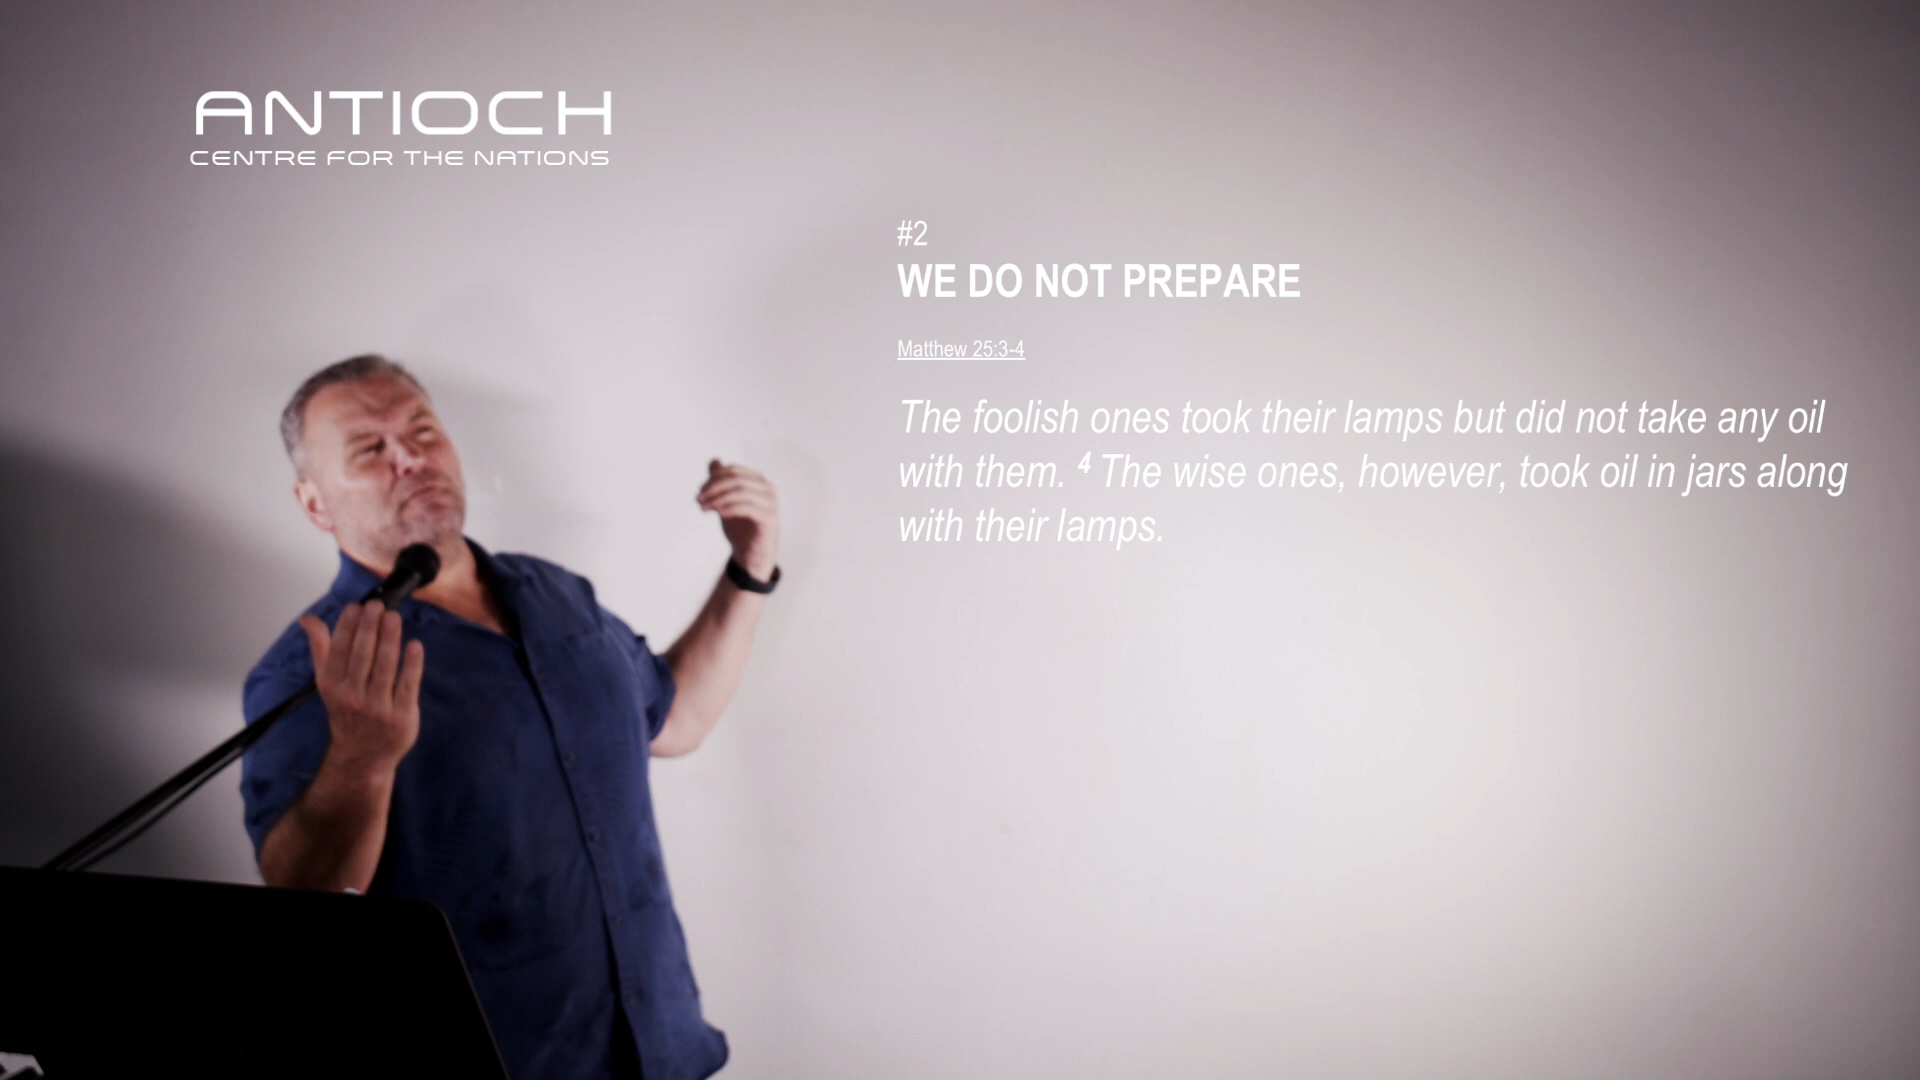 ANTIOCH
CENTRE FOR THE NATIONS
#2
WE DO NOT PREPARE
Matthew 25:3-4
The foolish ones took their lamps but did not take any oil
with them. 4 The wise ones, however, took oil in jars along
with their lamps.